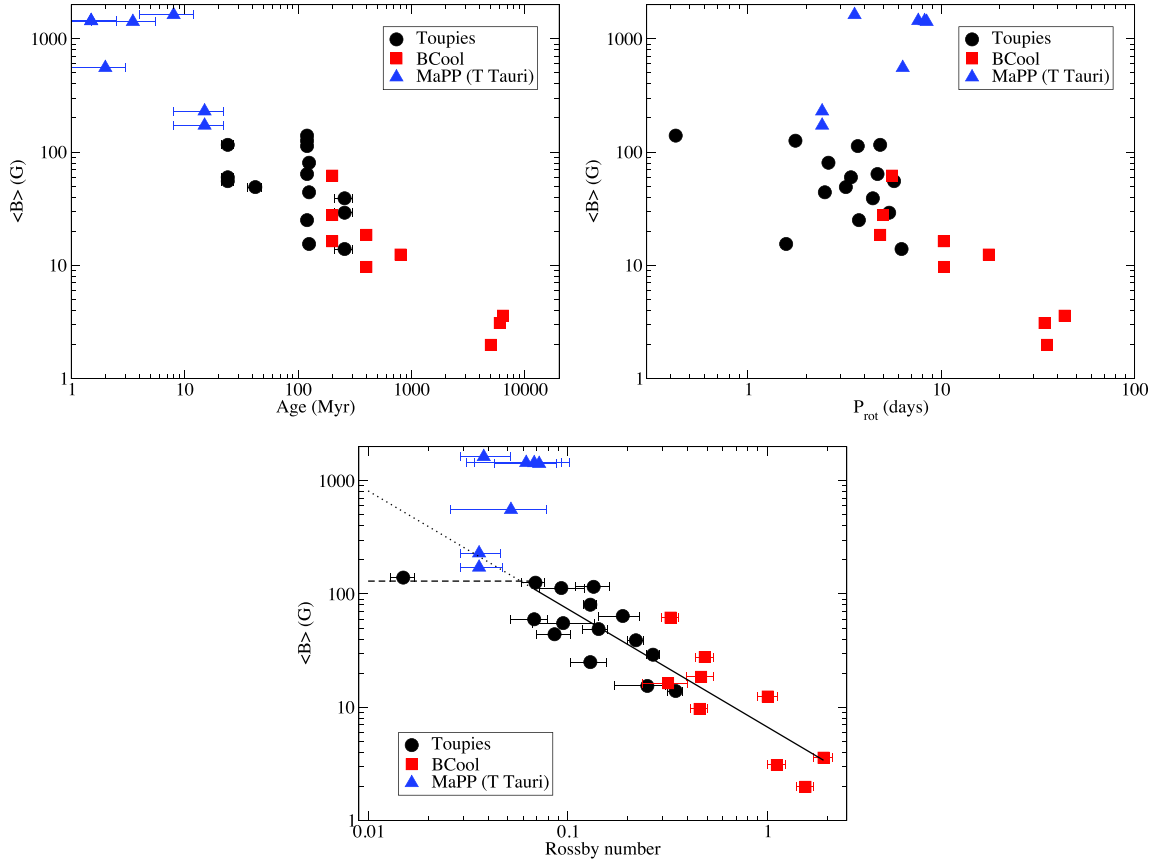 1000
100
10
1
<B> (G)
1
10
100
1000
10000
Age (Myr)
Toupies
BCool
MaPP (T Tauri)
1000
100
10
1
<B> (G)
1
10
100
P_rot (days)
Toupies
BCool
MaPP (T Tauri)
1000
100
10
1
<B> (G)
0.01
0.1
1
Rossby number
Toupies
BCool
MaPP (T Tauri)